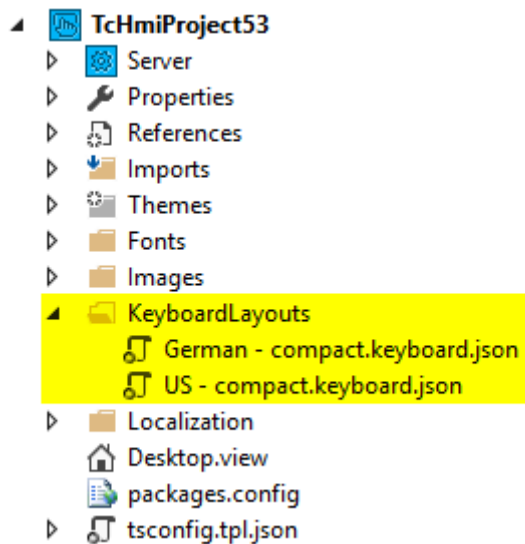 TcHmiProject53
Server
Properties
References
Imports
Themes
Fonts
Images
KeyboardLayouts
German - compact.keyboard.json
US - compact.keyboard.json
Localization
Desktop.view
packages.config
tsconfig.tpl.json